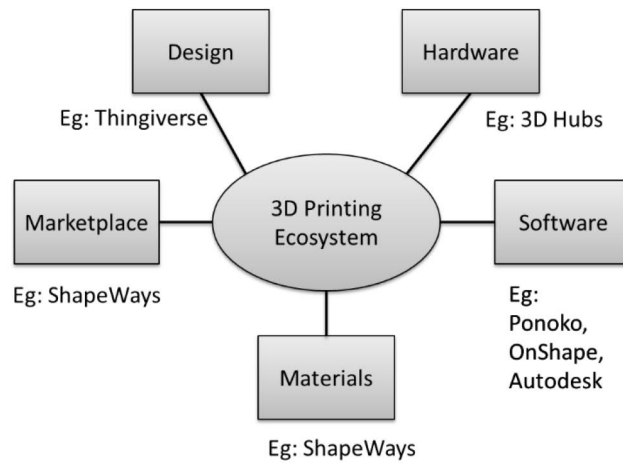 Design
Hardware
Eg: Thingiverse
Eg: 3D Hubs
3D Printing
Ecosystem
Marketplace
Software
Eg: ShapeWays
Eg:
Ponoko,
OnShape,
Autodesk
Materials
Eg: ShapeWays